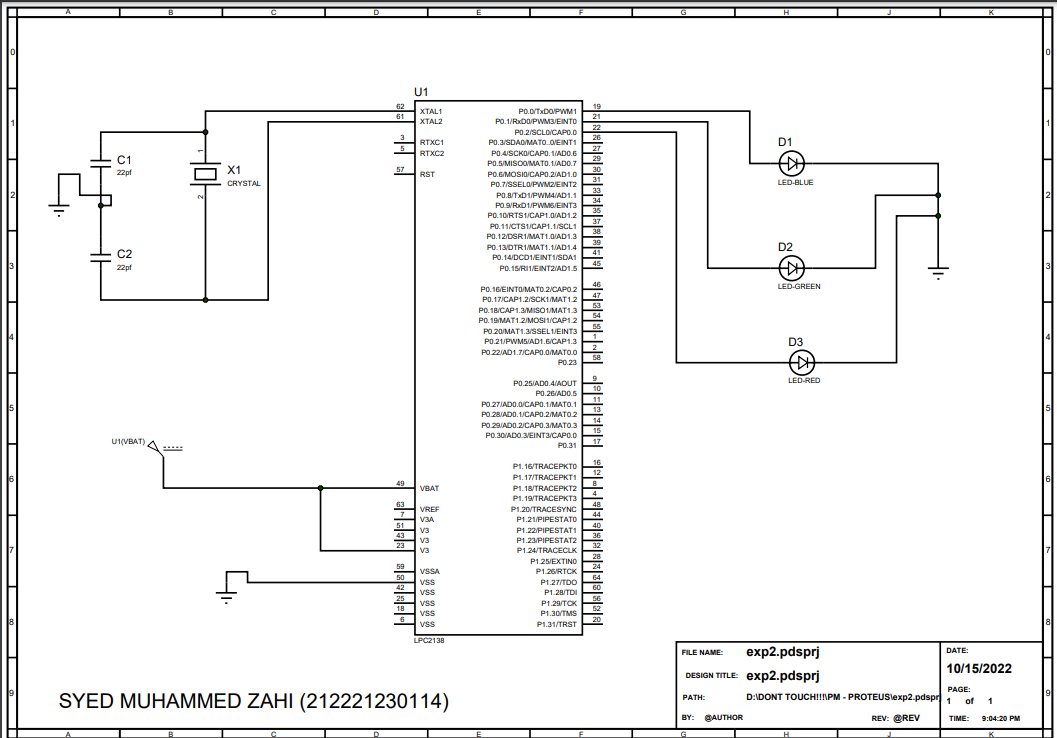 A B C D E F G H J K
0
1
2
3
4
5
6
7
8
9
0
1
2
3
4
5
6
7
8
9
C1
22pf
C2
22pf
1
X1
CRYSTAL
2
U1
62 XTAL1
61 XTAL2
3 RTXC1
5 RTXC2
57 RST
U1(VBAT)
49 VBAT
63 VREF
7 V3A
51 V3
43 V3
23 V3
59 VSSA
50 VSS
42 VSS
25 VSS
18 VSS
6 VSS
P0.0/TxD0/PWM1 19
P0.1/RxD0/PWM3/EINT0 21
P0.2/SCL0/CAP0.0 22
P0.3/SDA0/MAT0..0/EINT1 26
P0.4/SCK0/CAP0.1/AD0.6 27
P0.5/MISO0/MAT0.1/AD0.7 29
P0.6/MOSI0/CAP0.2/AD1.0 30
P0.7/SSEL0/PWM2/EINT2 31
P0.8/TxD1/PWM4/AD1.1 33
P0.9/RxD1/PWM6/EINT3 34
P0.10/RTS1/CAP1.0/AD1.2 35
P0.11/CTS1/CAP1.1/SCL1 37
P0.12/DSR1/MAT1.0/AD1.3 38
P0.13/DTR1/MAT1.1/AD1.4 39
P0.14/DCD1/EINT1/SDA1 41
P0.15/RI1/EINT2/AD1.5 45
P0.16/EINT0/MAT0.2/CAP0.2 46
P0.17/CAP1.2/SCK1/MAT1.2 47
P0.18/CAP1.3/MISO1/MAT1.3 53
P0.19/MAT1.2/MOSI1/CAP1.2 54
P0.20/MAT1.3/SSEL1/EINT3 55
P0.21/PWM5/AD1.6/CAP1.3 1
P0.22/AD1.7/CAP0.0/MAT0.0 2
P0.23 58
P0.25/AD0.4/AOUT 9
P0.26/AD0.5 10
P0.27/AD0.0/CAP0.1/MAT0.1 11
P0.28/AD0.1/CAP0.2/MAT0.2 13
P0.29/AD0.2/CAP0.3/MAT0.3 14
P0.30/AD0.3/EINT3/CAP0.0 15
P0.31 17
P1.16/TRACEPKT0 16
P1.17/TRACEPKT1 12
P1.18/TRACEPKT2 8
P1.19/TRACEPKT3 4
P1.20/TRACESYNC 48
P1.21/PIPESTAT0 44
P1.22/PIPESTAT1 40
P1.23/PIPESTAT2 36
P1.24/TRACECLK 32
P1.25/EXTIN0 28
P1.26/RTCK 24
P1.27/TDO 64
P1.28/TDI 60
P1.29/TCK 56
P1.30/TMS 52
P1.31/TRST 20
LPC2138
D1
LED-BLUE
D2
LED-GREEN
D3
LED-RED
SYED MUHAMMED ZAHI (212221230114)
FILE NAME: exp2.pdsprj
DESIGN TITLE: exp2.pdsprj
PATH: D:\DONT TOUCH!!!\PM - PROTEUS\exp2.pdsprj
BY: @AUTHOR REV: @REV
DATE:
10/15/2022
PAGE:
1 of 1
TIME: 9:04:20 PM
A B C D E F G H J K